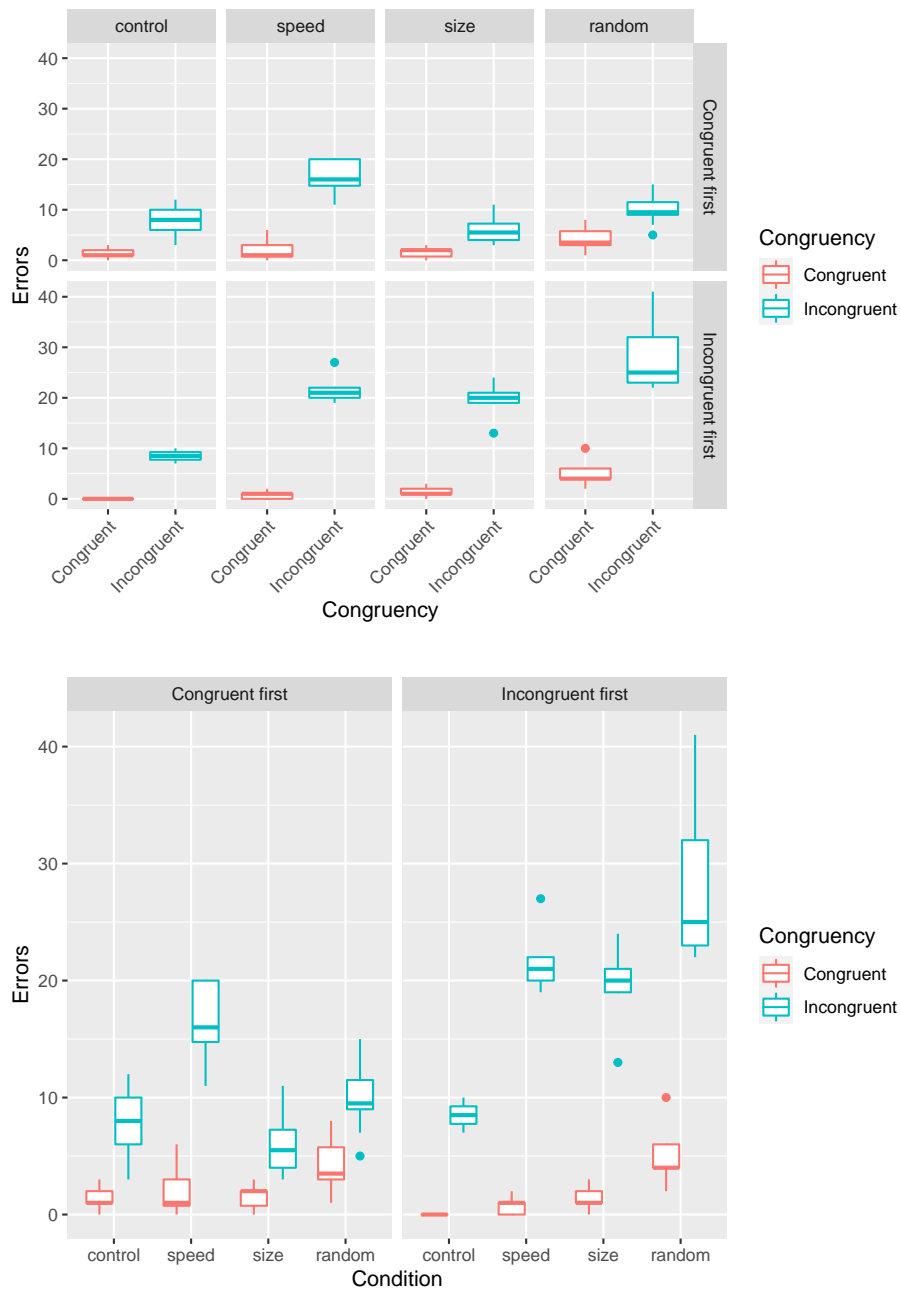 control speed size random
40
30
20
10
0
Congruent first
40
30
20
10
0
Incongruent first
Errors
Congruent Incongruent Congruent Incongruent Congruent Incongruent Congruent Incongruent
Congruency
Congruency
Congruent
Incongruent
Congruent first Incongruent first
40
30
20
10
0
Errors
control speed size random control speed size random
Condition
Congruency
Congruent
Incongruent